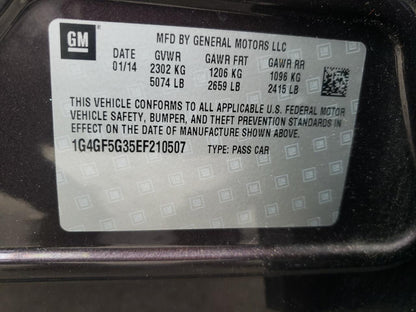 GM
MFD BY GENERAL MOTORS LLC
DATE GVWR GAWR FRT GAWR RR
01/14 2302 KG 1206 KG 1096 KG
5074 LB 2659 LB 2415 LB
THIS VEHICLE CONFORMS TO ALL APPLICABLE U.S. FEDERAL MOTOR
VEHICLE SAFETY, BUMPER, AND THEFT PREVENTION STANDARDS IN
EFFECT ON THE DATE OF MANUFACTURE SHOWN ABOVE.
1G4GF5G35EF210507 TYPE: PASS CAR